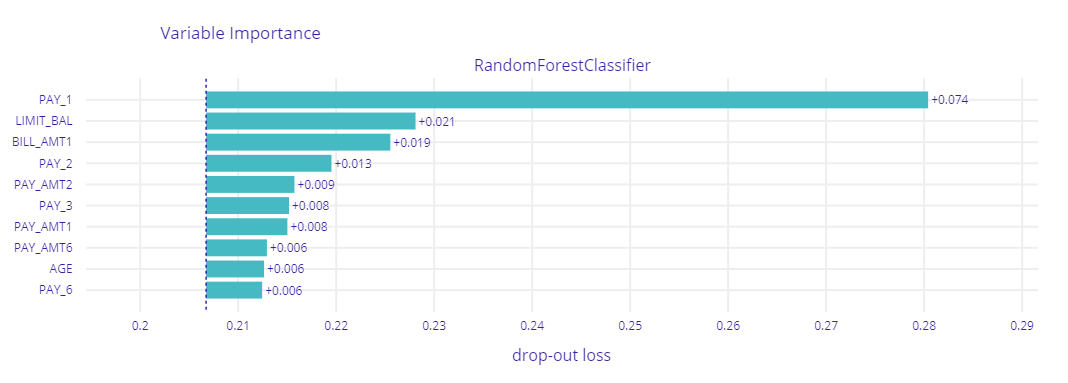 Variable Importance
RandomForestClassifier
PAY_1 +0.074
LIMIT_BAL +0.021
BILL_AMT1 +0.019
PAY_2 +0.013
PAY_AMT2 +0.009
PAY_3 +0.008
PAY_AMT1 +0.008
PAY_AMT6 +0.006
AGE +0.006
PAY_6 +0.006
0.2 0.21 0.22 0.23 0.24 0.25 0.26 0.27 0.28 0.29
drop-out loss